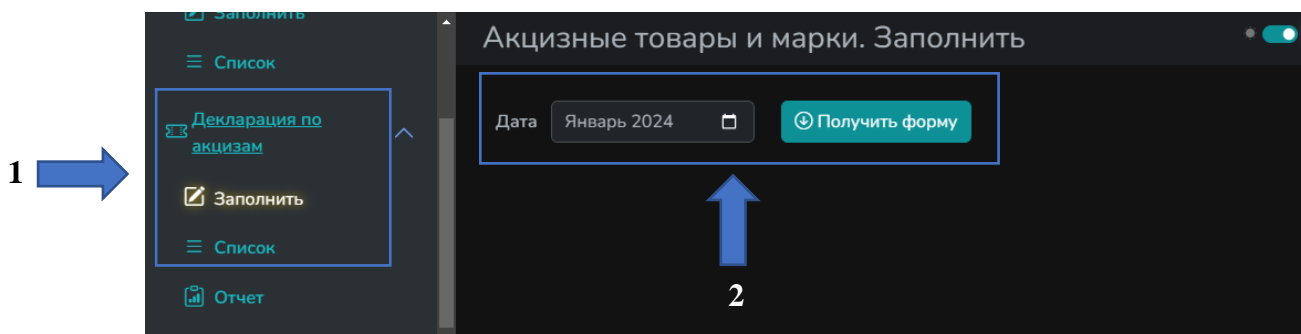 Заполнить
Список
Декларация по
акцизам
Заполнить
Список
Отчет
1
Акцизные товары и марки. Заполнить
Дата
Январь 2024
Получить форму
2